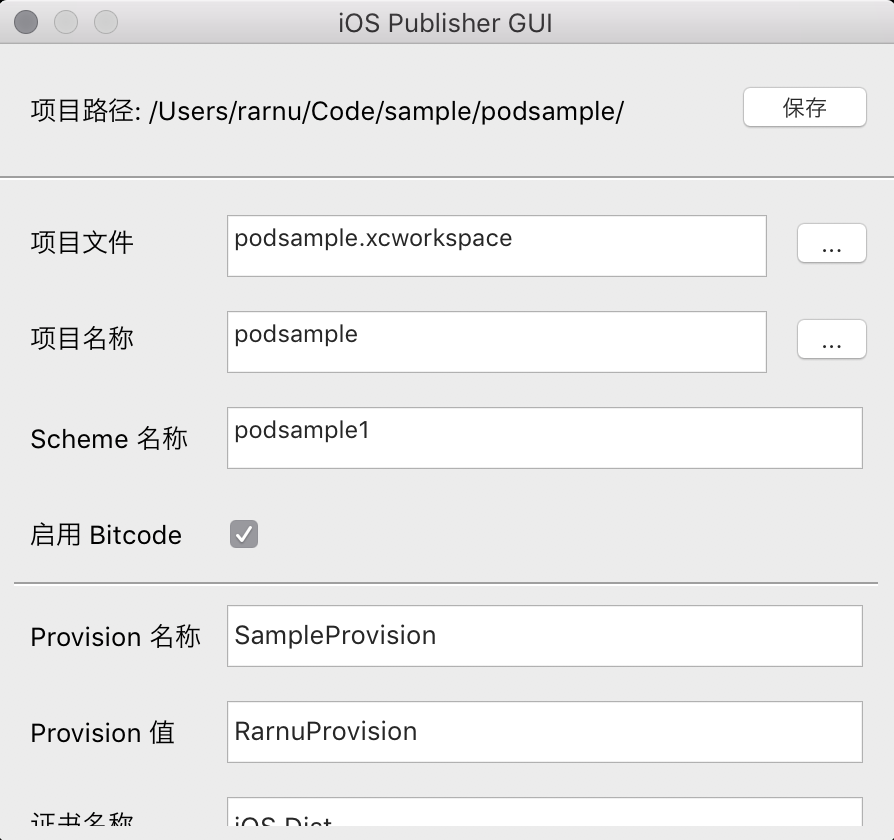 iOS Publisher GUI
项目路径: /Users/rarnu/Code/sample/podsample/
保存
项目文件
podsample.xcworkspace
...
项目名称
podsample
...
Scheme 名称
podsample1
启用 Bitcode
Provision 名称
SampleProvision
Provision 值
RarnuProvision
证书名称
iOS Dist